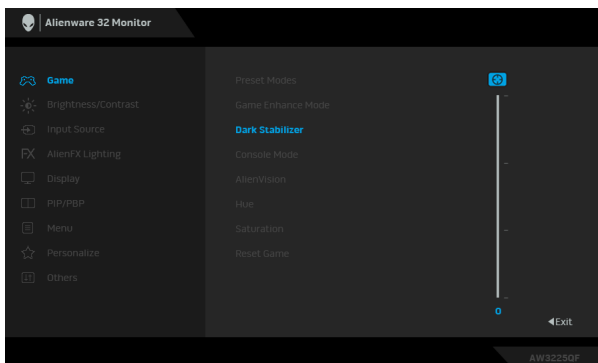 Alienware 32 Monitor
Game
Brightness/Contrast
Input Source
AlienFX Lighting
Display
PIP/PBP
Menu
Personalize
Others
Preset Modes
Game Enhance Mode
Dark Stabilizer
Console Mode
AlienVision
Hue
Saturation
Reset Game
0
Exit
AW3225QF